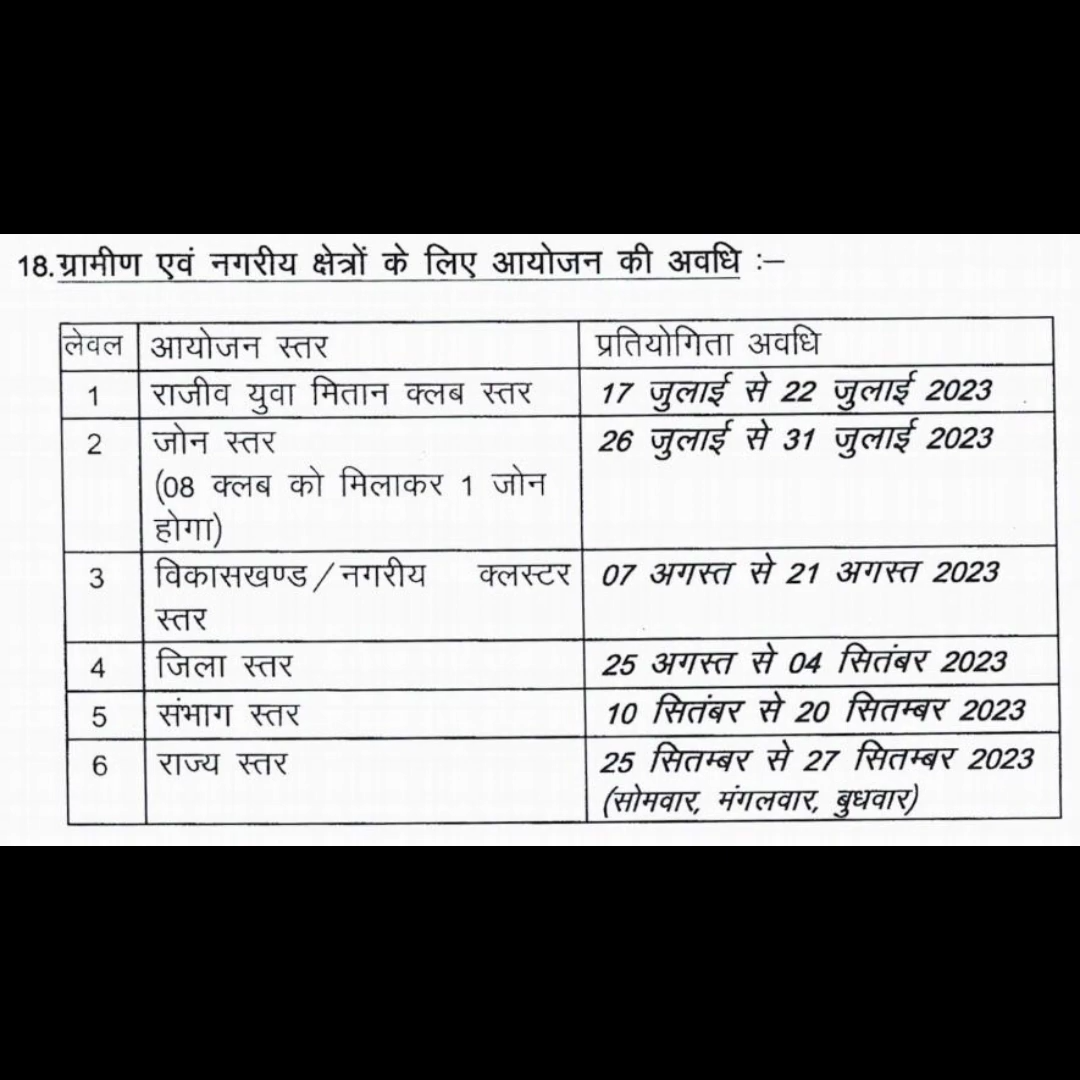 18.ग्रामीण एवं नगरीय क्षेत्रों के लिए आयोजन की अवधि :–
लेवल आयोजन स्तर प्रतियोगिता अवधि
1 राजीव युवा मितान क्लब स्तर 17 जुलाई से 22 जुलाई 2023
2 जोन स्तर 26 जुलाई से 31 जुलाई 2023
(08 क्लब को मिलाकर 1 जोन
होगा)
3 विकासखण्ड/नगरीय क्लस्टर 07 अगस्त से 21 अगस्त 2023
स्तर
4 जिला स्तर 25 अगस्त से 04 सितंबर 2023
5 संभाग स्तर 10 सितंबर से 20 सितम्बर 2023
6 राज्य स्तर 25 सितम्बर से 27 सितम्बर 2023
(सोमवार, मंगलवार, बुधवार)